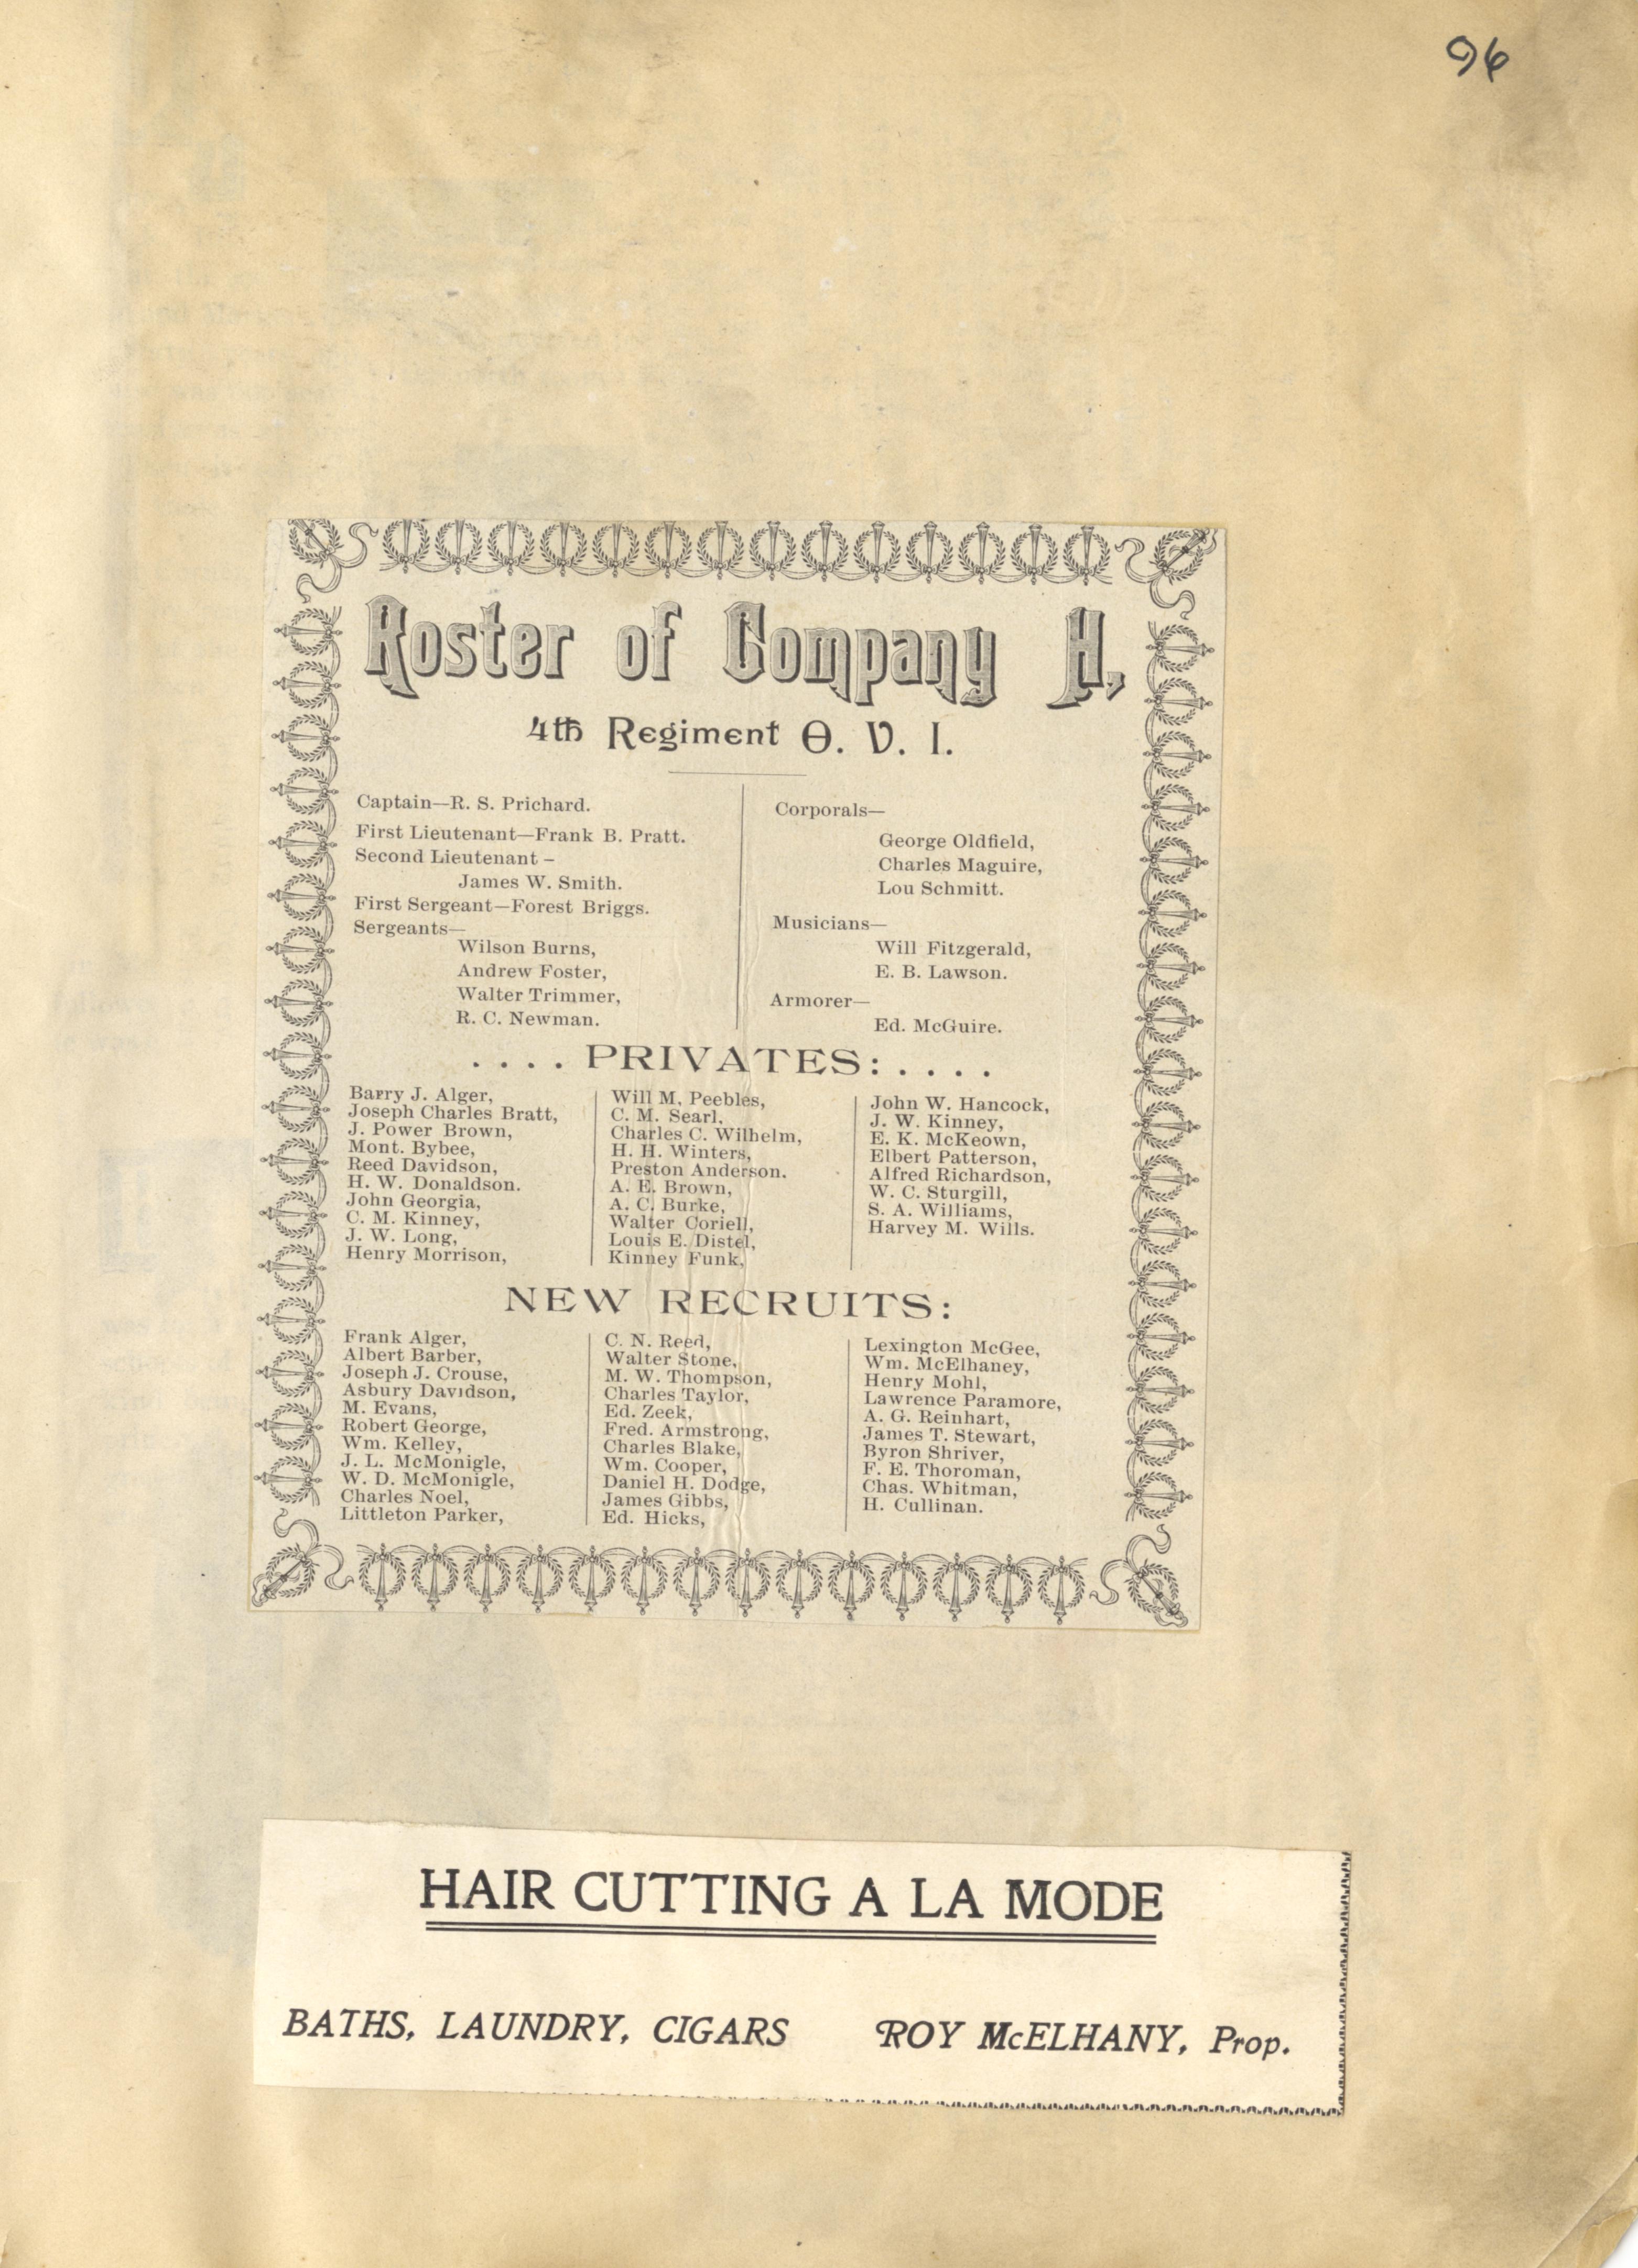 96
Roster of Company H,
4th Regiment O. V. I.
Captain—R. S. Prichard.
First Lieutenant—Frank B. Pratt.
Second Lieutenant –
James W. Smith.
First Sergeant—Forest Briggs.
Sergeants—
Wilson Burns,
Andrew Foster,
Walter Trimmer,
R. C. Newman.
Corporals—
George Oldfield,
Charles Maguire,
Lou Schmitt.
Musicians—
Will Fitzgerald,
E. B. Lawson.
Armorer—
Ed. McGuire.
.... PRIVATES: ....
Barry J. Alger,
Joseph Charles Bratt,
J. Power Brown,
Mont. Bybee,
Reed Davidson,
H. W. Donaldson.
John Georgia,
C. M. Kinney,
J. W. Long,
Henry Morrison,
Will M. Peebles,
C. M. Searl,
Charles C. Wilhelm,
H. H. Winters,
Preston Anderson.
A. E. Brown,
A. C. Burke,
Walter Coriell,
Louis E. Distel,
Kinney Funk,
John W. Hancock,
J. W. Kinney,
E. K. McKeown,
Elbert Patterson,
Alfred Richardson,
W. C. Sturgill,
S. A. Williams,
Harvey M. Wills.
NEW RECRUITS:
Frank Alger,
Albert Barber,
Joseph J. Crouse,
Asbury Davidson,
M. Evans,
Robert George,
Wm. Kelley,
J. L. McMonigle,
W. D. McMonigle,
Charles Noel,
Littleton Parker,
C. N. Reed,
Walter Stone,
M. W. Thompson,
Charles Taylor,
Ed. Zeek,
Fred. Armstrong,
Charles Blake,
Wm. Cooper,
Daniel H. Dodge,
James Gibbs,
Ed. Hicks,
Lexington McGee,
Wm. McElhaney,
Henry Mohl,
Lawrence Paramore,
A. G. Reinhart,
James T. Stewart,
Byron Shriver,
F. E. Thoroman,
Chas. Whitman,
H. Cullinan.
HAIR CUTTING A LA MODE
BATHS, LAUNDRY, CIGARS ROY McELHANY, Prop.